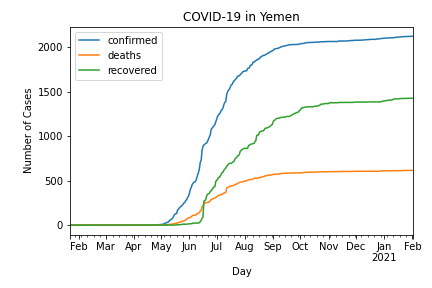 COVID-19 in Yemen
confirmed
deaths
recovered
Number of Cases
2000
1500
1000
500
0
Feb Mar Apr May Jun Jul Aug Sep Oct Nov Dec Jan Feb
2021
Day